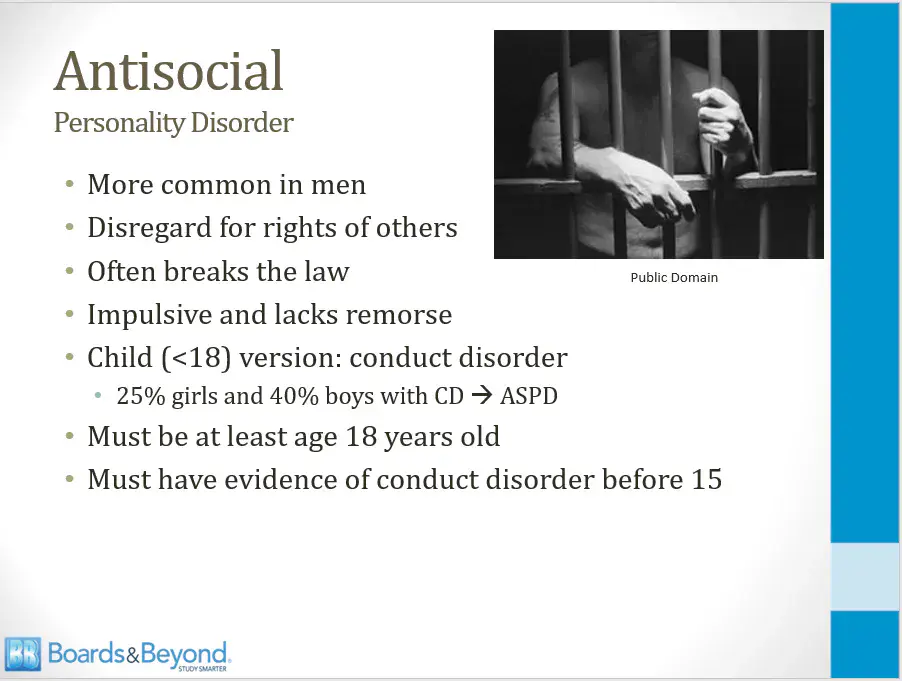 Antisocial
Personality Disorder
• More common in men
• Disregard for rights of others
• Often breaks the law
• Impulsive and lacks remorse
• Child (<18) version: conduct disorder
• 25% girls and 40% boys with CD → ASPD
• Must be at least age 18 years old
• Must have evidence of conduct disorder before 15
Public Domain
BB Boards&Beyond.
STUDY SMARTER